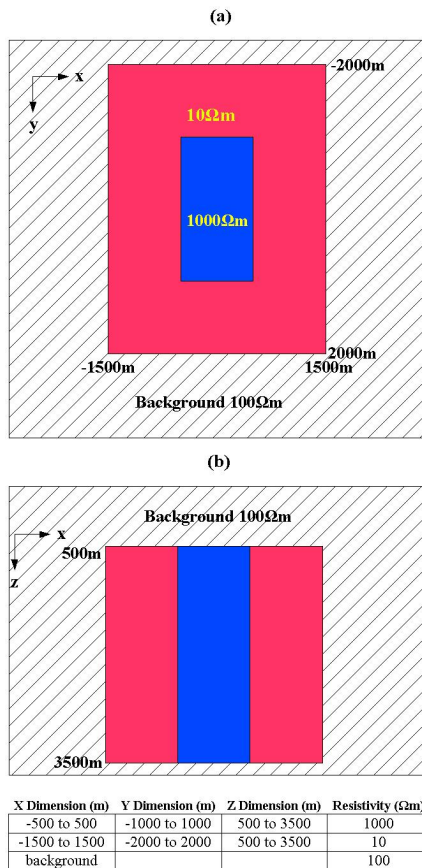 (a)
-2000m
x
y
10Ωm
1000Ωm
2000m
-1500m 1500m
Background 100Ωm
(b)
Background 100Ωm
x
500m
z
3500m
X Dimension (m) Y Dimension (m) Z Dimension (m) Resistivity (Ωm)
-500 to 500 -1000 to 1000 500 to 3500 1000
-1500 to 1500 -2000 to 2000 500 to 3500 10
background 100